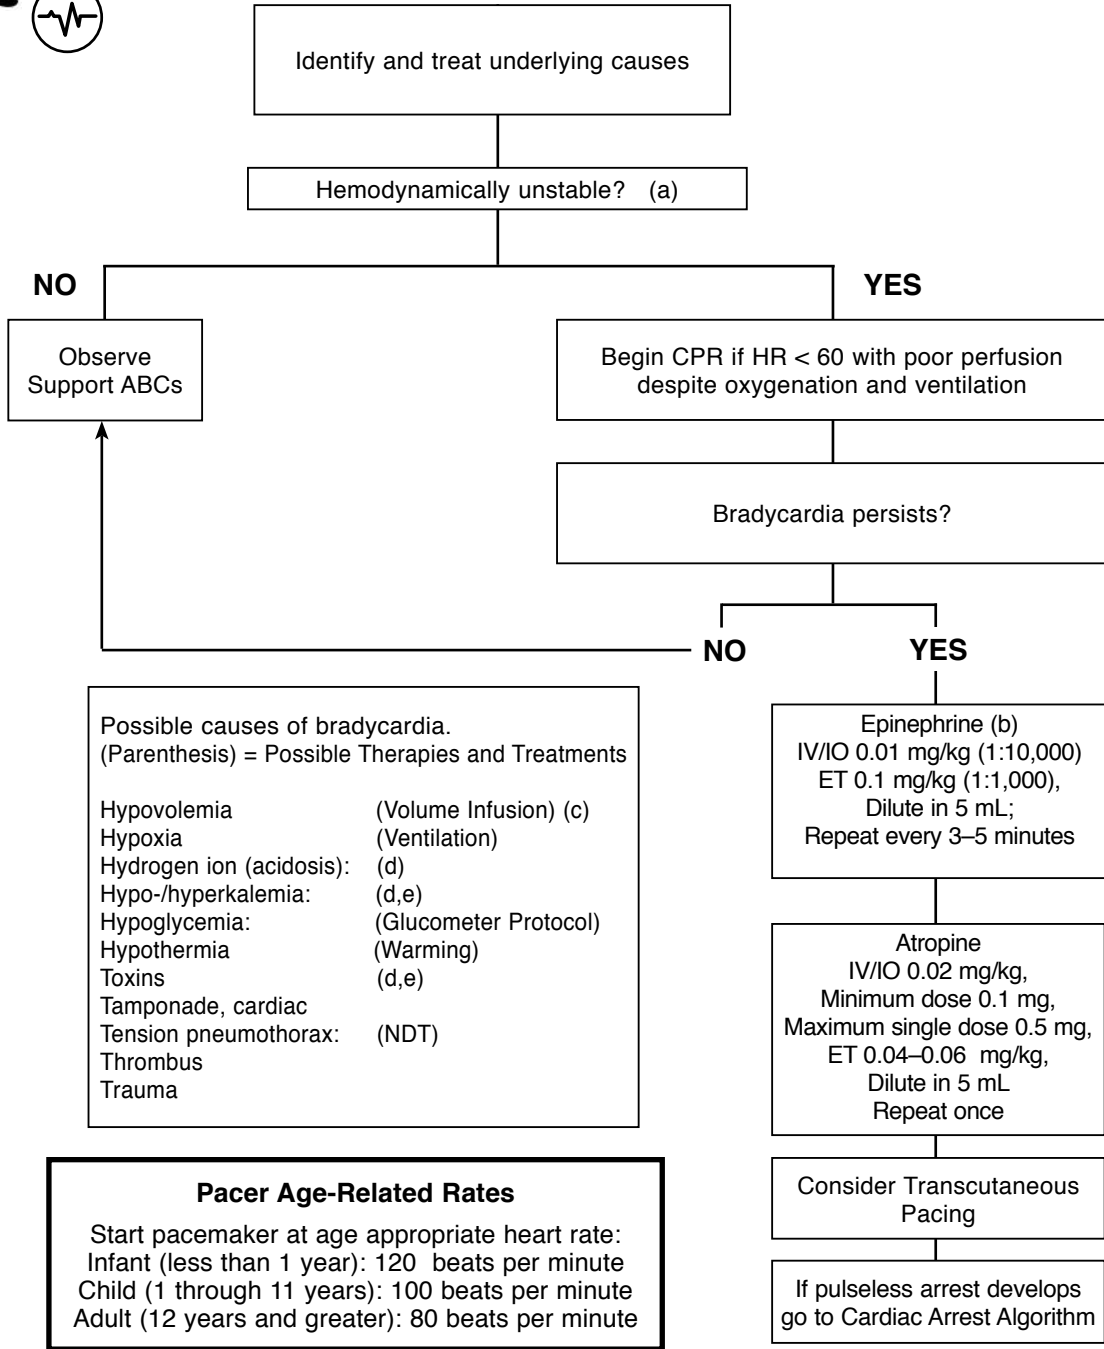 Identify and treat underlying causes
Hemodynamically unstable? (a)
NO
YES
Observe
Support ABCs
Begin CPR if HR < 60 with poor perfusion
despite oxygenation and ventilation
Bradycardia persists?
NO
YES
Possible causes of bradycardia.
(Parenthesis) = Possible Therapies and Treatments
Hypovolemia (Volume Infusion) (c)
Hypoxia (Ventilation)
Hydrogen ion (acidosis): (d)
Hypo-/hyperkalemia: (d,e)
Hypoglycemia: (Glucometer Protocol)
Hypothermia (Warming)
Toxins (d,e)
Tamponade, cardiac
Tension pneumothorax: (NDT)
Thrombus
Trauma
Epinephrine (b)
IV/IO 0.01 mg/kg (1:10,000)
ET 0.1 mg/kg (1:1,000),
Dilute in 5 mL;
Repeat every 3–5 minutes
Atropine
IV/IO 0.02 mg/kg,
Minimum dose 0.1 mg,
Maximum single dose 0.5 mg,
ET 0.04–0.06 mg/kg,
Dilute in 5 mL
Repeat once
Consider Transcutaneous
Pacing
If pulseless arrest develops
go to Cardiac Arrest Algorithm
Pacer Age-Related Rates
Start pacemaker at age appropriate heart rate:
Infant (less than 1 year): 120 beats per minute
Child (1 through 11 years): 100 beats per minute
Adult (12 years and greater): 80 beats per minute